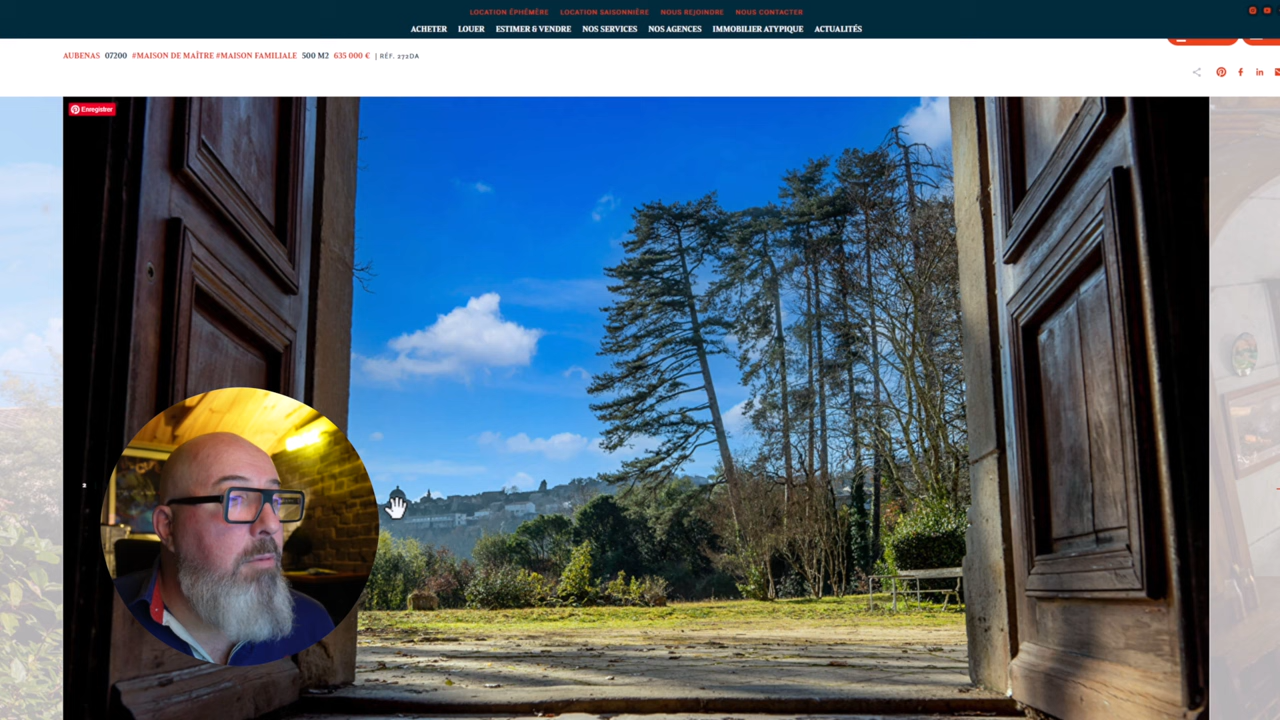 LOCATION ÉPHÉMÈRE LOCATION SAISONNIÈRE NOUS REJOINDRE NOUS CONTACTER
ACHETER LOUER ESTIMER & VENDRE NOS SERVICES NOS AGENCES IMMOBILIER ATYPIQUE ACTUALITÉS
AUBENAS 07200 #MAISON DE MAÎTRE #MAISON FAMILIALE 500 M2 635 000 € | RÉF. 272DA
Enregistrer